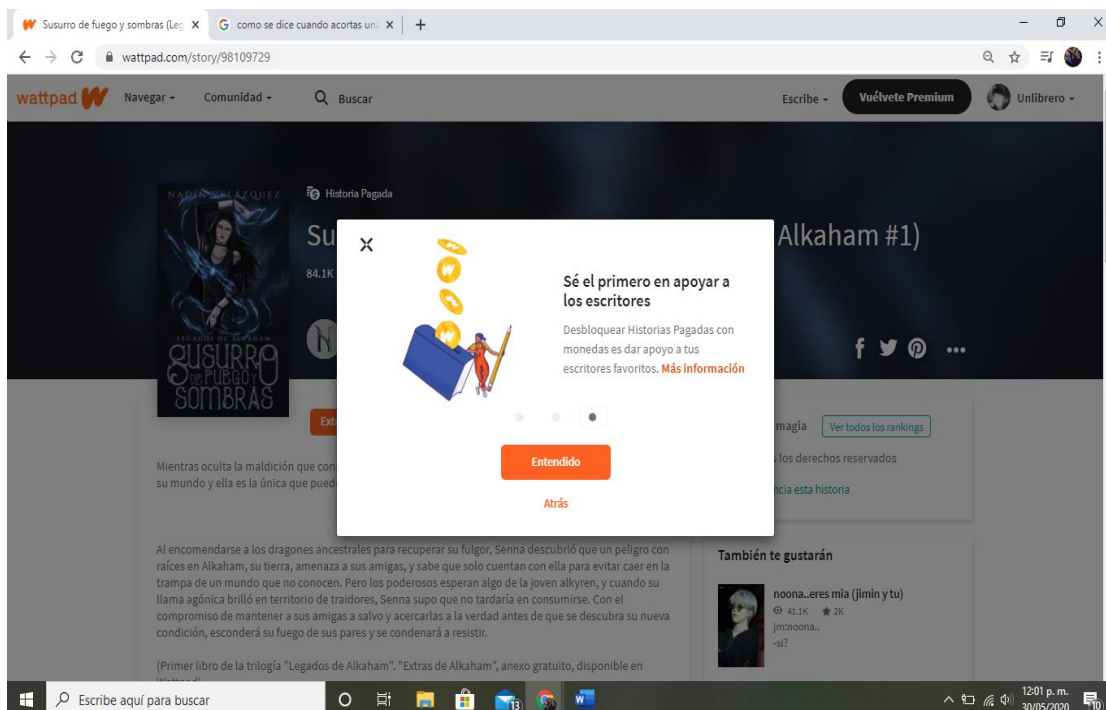 Susurro de fuego y sombras (Leg
como se dice cuando acortas un
wattpad.com/story/98109729
wattpad
Navegar
Comunidad
Buscar
Escribe
Vuélvete Premium
Unlibrero
NADÍN VELÁZQUEZ
LEGADOS DE ALKAHAM
SUSURRO
DE FUEGO Y
SOMBRAS
Historia Pagada
Su
Alkaham #1)
84.1K
N
Sé el primero en apoyar a
los escritores
Desbloquear Historias Pagadas con
monedas es dar apoyo a tus
escritores favoritos. Más información
Entendido
Atrás
Ext
magia
Ver todos los rankings
los derechos reservados
ncia esta historia
Mientras oculta la maldición que con
su mundo y ella es la única que pued
Al encomendarse a los dragones ancestrales para recuperar su fulgor, Senna descubrió que un peligro con
raíces en Alkaham, su tierra, amenaza a sus amigas, y sabe que solo cuentan con ella para evitar caer en la
trampa de un mundo que no conocen. Pero los poderosos esperan algo de la joven alkyren, y cuando su
llama agónica brilló en territorio de traidores, Senna supo que no tardaría en consumirse. Con el
compromiso de mantener a sus amigas a salvo y acercarlas a la verdad antes de que se descubra su nueva
condición, esconderá su fuego de sus pares y se condenará a resistir.
(Primer libro de la trilogía "Legados de Alkaham". "Extras de Alkaham", anexo gratuito, disponible en
Wattpad)
También te gustarán
noona..eres mia (jimin y tu)
41.1K 2K
jm:noona..
-si?
Escribe aquí para buscar
13
12:01 p. m.
30/05/2020
10